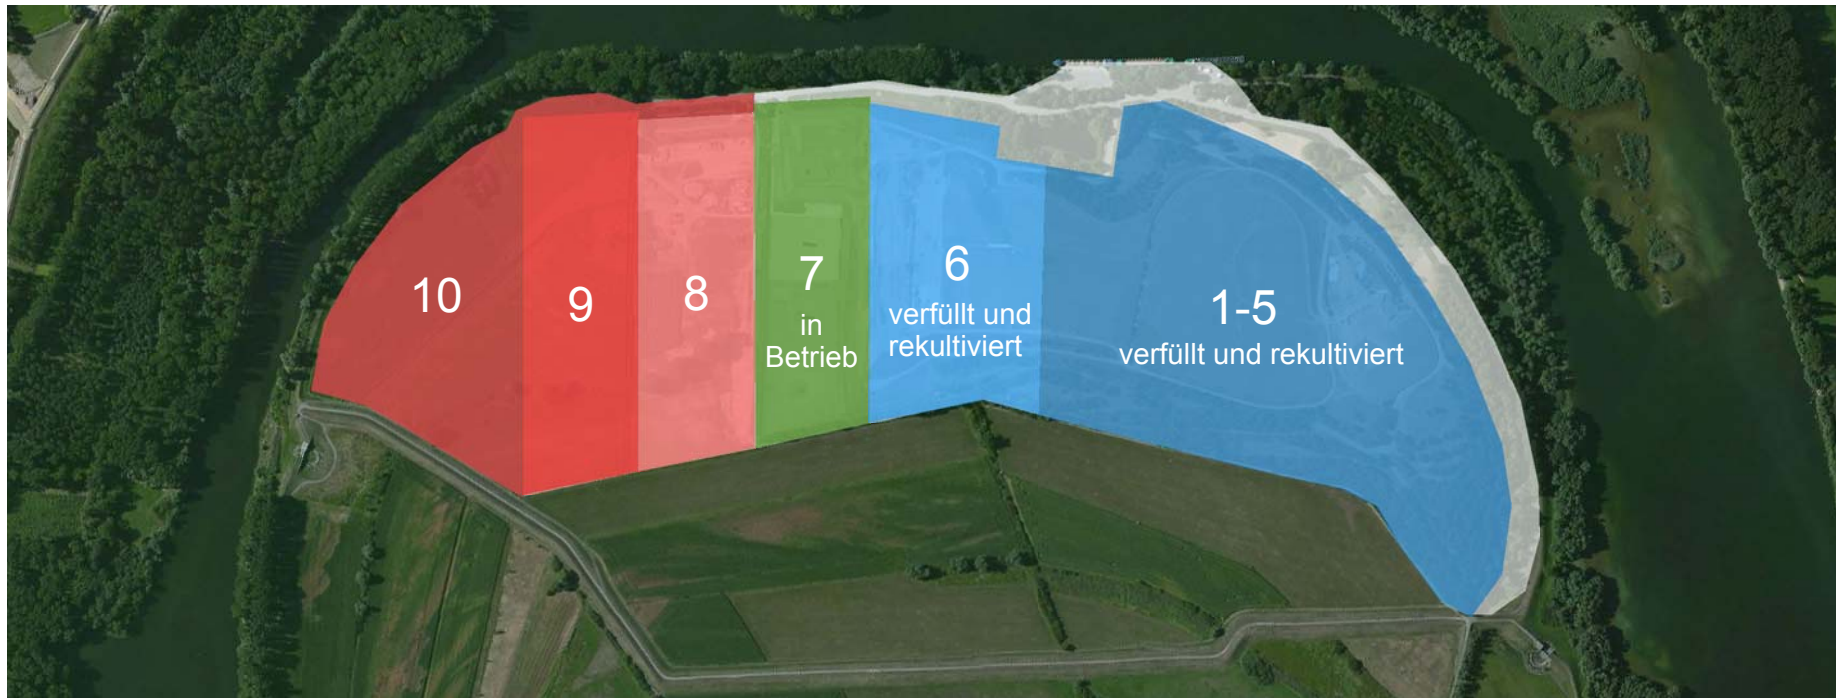 10
9
8
7
in
Betrieb
6
verfüllt und
rekultiviert
1-5
verfüllt und rekultiviert